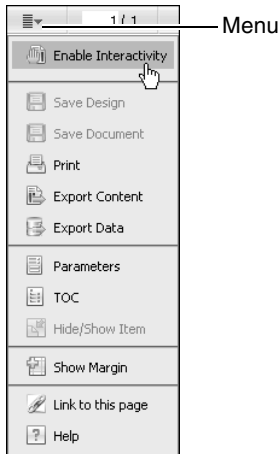 1 / 1
Menu
Enable Interactivity
Save Design
Save Document
Print
Export Content
Export Data
Parameters
TOC
Hide/Show Item
Show Margin
Link to this page
Help